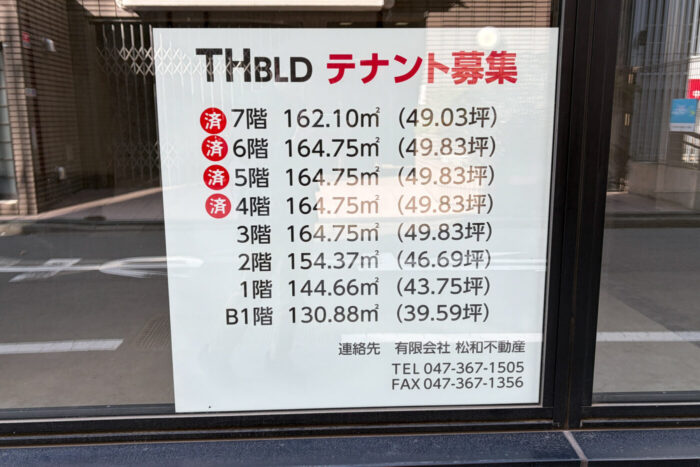 THBLD テナント募集
済 7階 162.10㎡ (49.03坪)
済 6階 164.75㎡ (49.83坪)
済 5階 164.75㎡ (49.83坪)
済 4階 164.75㎡ (49.83坪)
3階 164.75㎡ (49.83坪)
2階 154.37㎡ (46.69坪)
1階 144.66㎡ (43.75坪)
B1階 130.88㎡ (39.59坪)
連絡先 有限会社 松和不動産
TEL 047-367-1505
FAX 047-367-1356